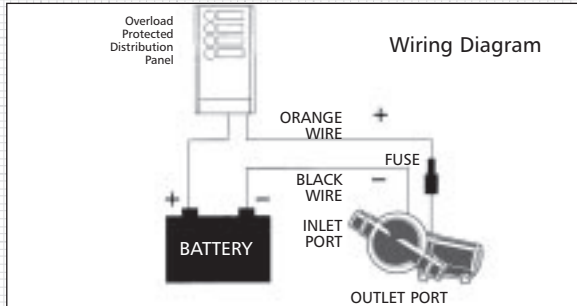 Overload
Protected
Distribution
Panel
Wiring Diagram
ORANGE
WIRE
+
FUSE
BLACK
WIRE
−
+
−
BATTERY
INLET
PORT
OUTLET PORT